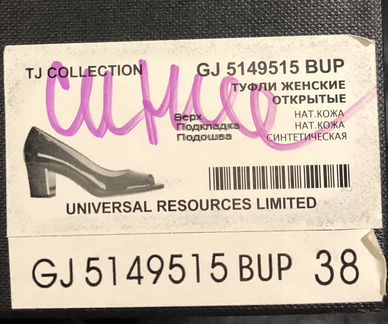 TJ COLLECTION GJ 5149515 BUP
синие
ТУФЛИ ЖЕНСКИЕ
ОТКРЫТЫЕ
Верх НАТ.КОЖА
Подкладка НАТ.КОЖА
Подошва СИНТЕТИЧЕСКАЯ
UNIVERSAL RESOURCES LIMITED
GJ 5149515 BUP 38